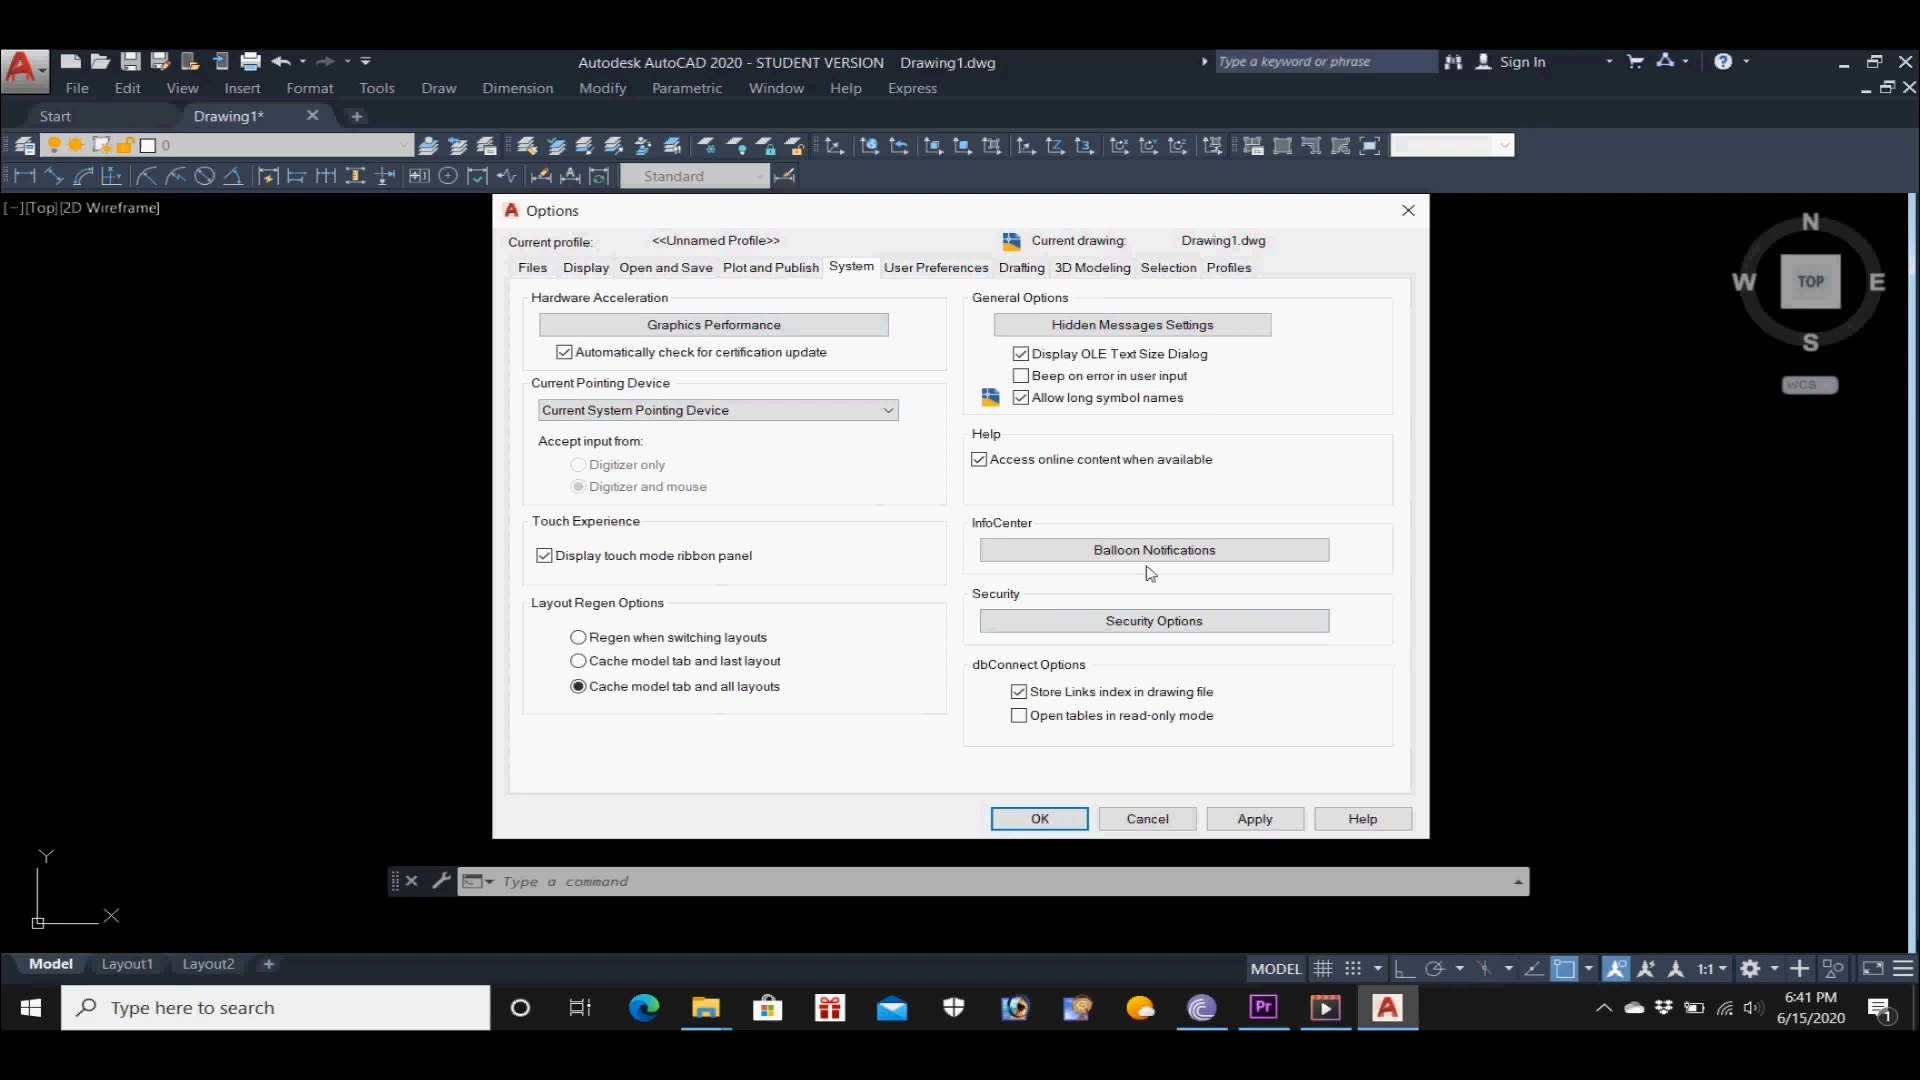 Autodesk AutoCAD 2020 - STUDENT VERSION Drawing1.dwg
Type a keyword or phrase
Sign In
File Edit View Insert Format Tools Draw Dimension Modify Parametric Window Help Express
Start Drawing1*
0
Standard
[−][Top][2D Wireframe]
Options
Current profile: <<Unnamed Profile>> Current drawing: Drawing1.dwg
Files Display Open and Save Plot and Publish System User Preferences Drafting 3D Modeling Selection Profiles
Hardware Acceleration
Graphics Performance
Automatically check for certification update
Current Pointing Device
Current System Pointing Device
Accept input from:
Digitizer only
Digitizer and mouse
Touch Experience
Display touch mode ribbon panel
Layout Regen Options
Regen when switching layouts
Cache model tab and last layout
Cache model tab and all layouts
General Options
Hidden Messages Settings
Display OLE Text Size Dialog
Beep on error in user input
Allow long symbol names
Help
Access online content when available
InfoCenter
Balloon Notifications
Security
Security Options
dbConnect Options
Store Links index in drawing file
Open tables in read-only mode
OK Cancel Apply Help
N
W TOP E
S
WCS
Y
X
Type a command
Model Layout1 Layout2
MODEL
1:1
Type here to search
Pr
6:41 PM
6/15/2020
1